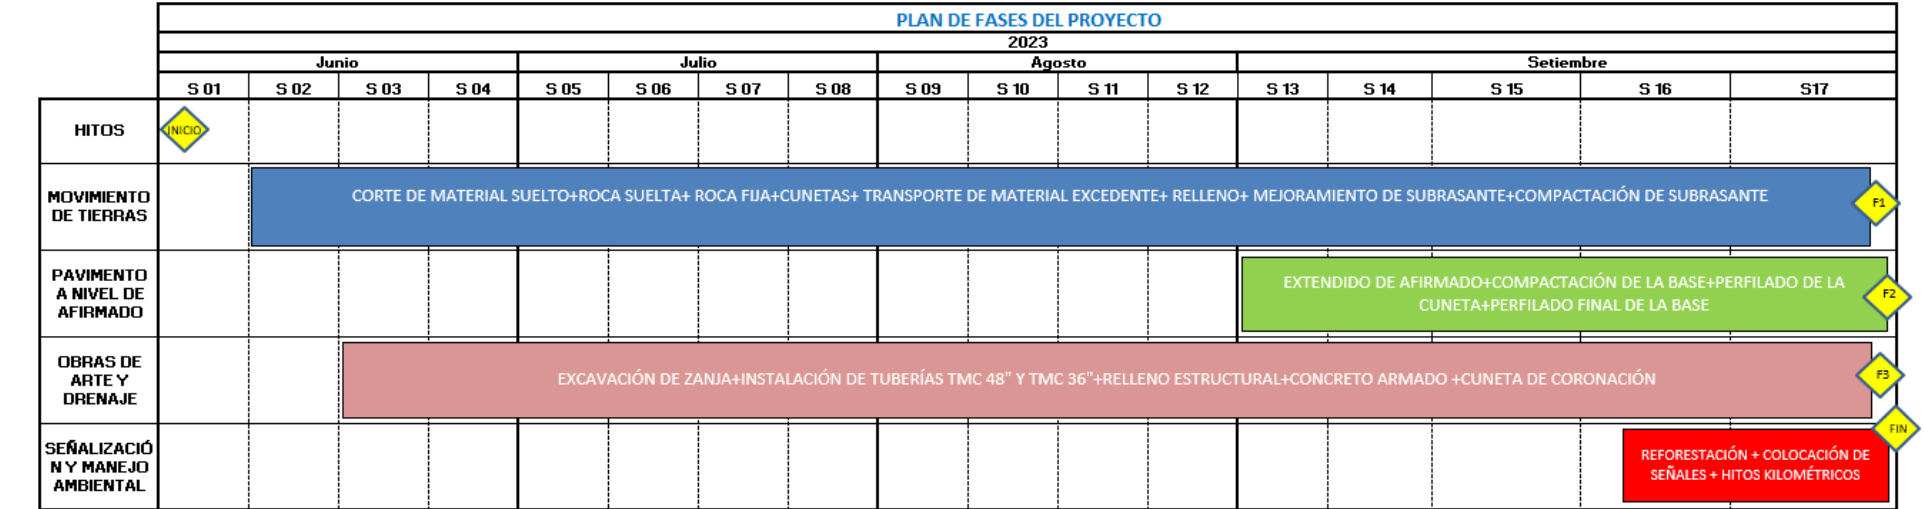 PLAN DE FASES DEL PROYECTO
2023
Junio Julio Agosto Setiembre
S 01 S 02 S 03 S 04 S 05 S 06 S 07 S 08 S 09 S 10 S 11 S 12 S 13 S 14 S 15 S 16 S17
HITOS
INICIO
MOVIMIENTO
DE TIERRAS
CORTE DE MATERIAL SUELTO+ROCA SUELTA+ ROCA FIJA+CUNETAS+ TRANSPORTE DE MATERIAL EXCEDENTE+ RELLENO+ MEJORAMIENTO DE SUBRASANTE+COMPACTACIÓN DE SUBRASANTE
F1
PAVIMENTO
A NIVEL DE
AFIRMADO
EXTENDIDO DE AFIRMADO+COMPACTACIÓN DE LA BASE+PERFILADO DE LA
CUNETA+PERFILADO FINAL DE LA BASE
F2
OBRAS DE
ARTE Y
DRENAJE
EXCAVACIÓN DE ZANJA+INSTALACIÓN DE TUBERÍAS TMC 48" Y TMC 36"+RELLENO ESTRUCTURAL+CONCRETO ARMADO +CUNETA DE CORONACIÓN
F3
FIN
SEÑALIZACIÓ
N Y MANEJO
AMBIENTAL
REFORESTACIÓN + COLOCACIÓN DE
SEÑALES + HITOS KILOMÉTRICOS